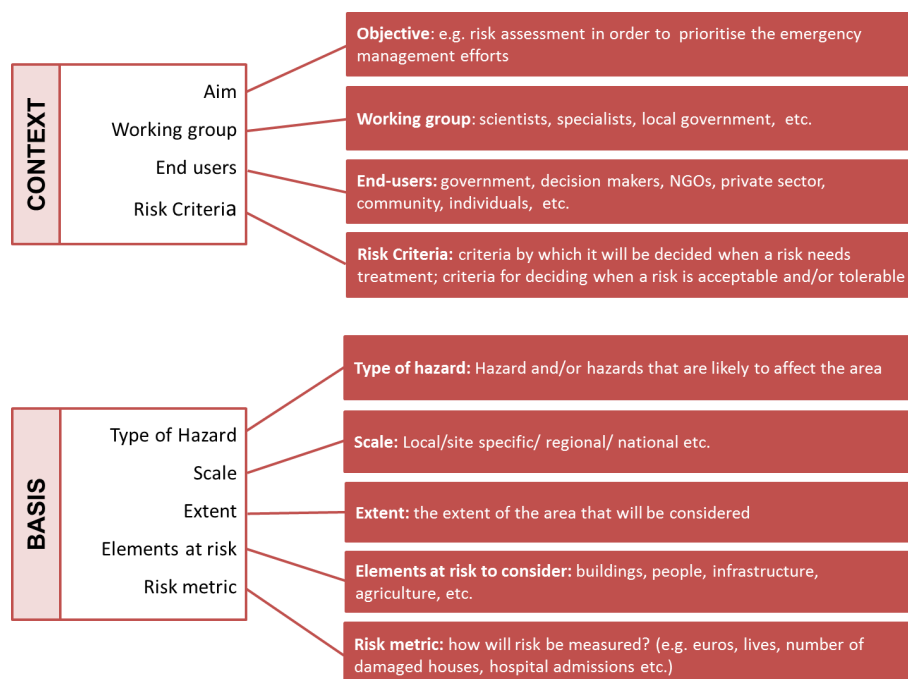 CONTEXT
Aim
Working group
End users
Risk Criteria
Objective: e.g. risk assessment in order to prioritise the emergency
management efforts
Working group: scientists, specialists, local government, etc.
End-users: government, decision makers, NGOs, private sector,
community, individuals, etc.
Risk Criteria: criteria by which it will be decided when a risk needs
treatment; criteria for deciding when a risk is acceptable and/or tolerable
BASIS
Type of Hazard
Scale
Extent
Elements at risk
Risk metric
Type of hazard: Hazard and/or hazards that are likely to affect the area
Scale: Local/site specific/ regional/ national etc.
Extent: the extent of the area that will be considered
Elements at risk to consider: buildings, people, infrastructure,
agriculture, etc.
Risk metric: how will risk be measured? (e.g. euros, lives, number of
damaged houses, hospital admissions etc.)